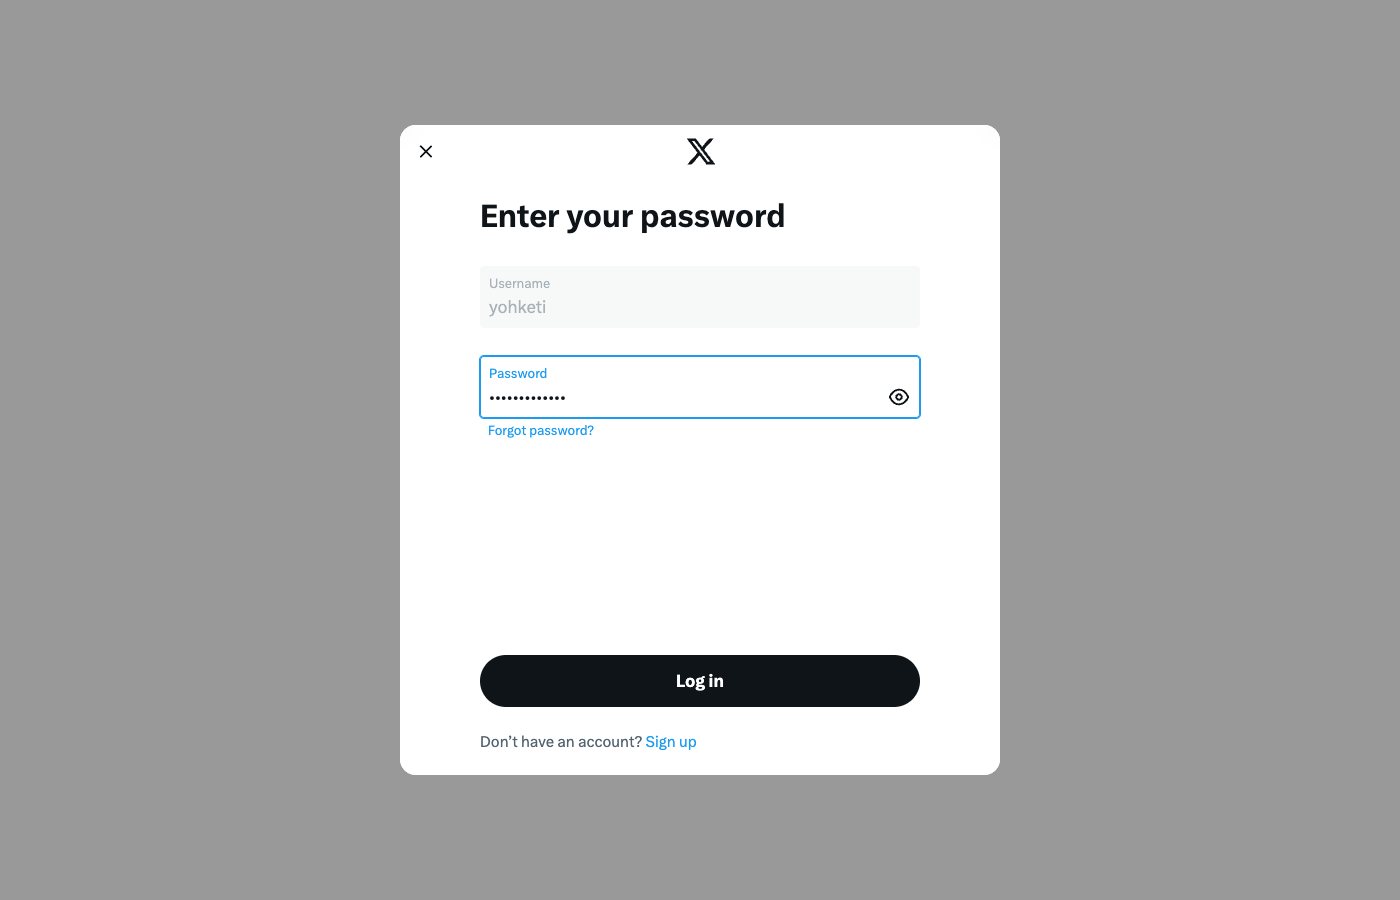 Enter your password
Username
yohketi
Password
•••••••••••••
Forgot password?
Log in
Don’t have an account? Sign up